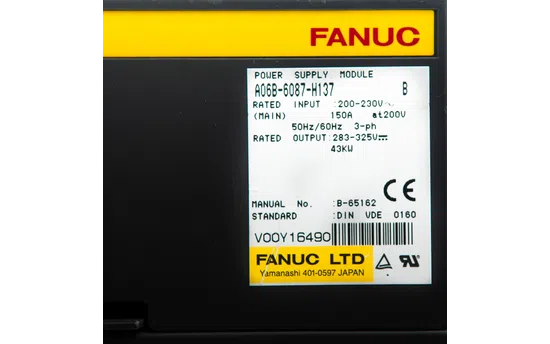 FANUC
POWER SUPPLY MODULE
A06B-6087-H137 B
RATED INPUT :200-230V~
(MAIN) 150A at200V
50Hz/60Hz 3-ph
RATED OUTPUT:283-325V⎓
43KW
CE
MANUAL No. :B-65162
STANDARD :DIN VDE 0160
V00Y16490
FANUC LTD
Yamanashi 401-0597 JAPAN